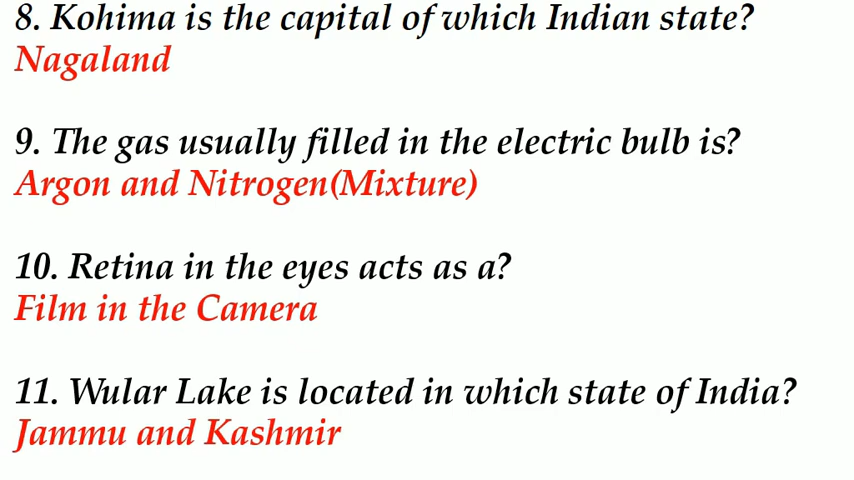 8. Kohima is the capital of which Indian state?
Nagaland
9. The gas usually filled in the electric bulb is?
Argon and Nitrogen(Mixture)
10. Retina in the eyes acts as a?
Film in the Camera
11. Wular Lake is located in which state of India?
Jammu and Kashmir